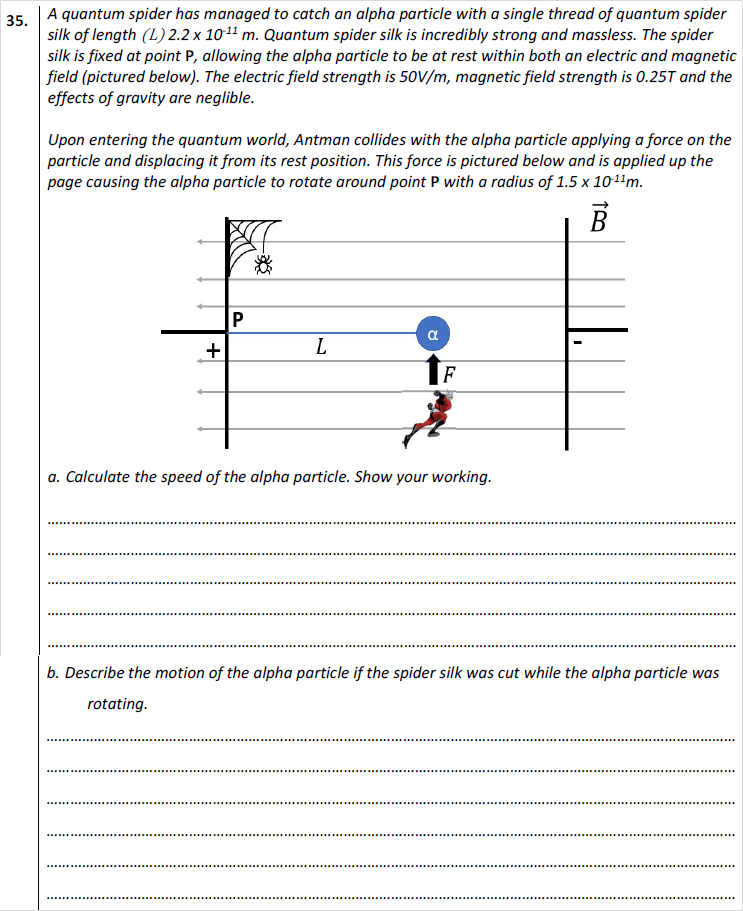 35. A quantum spider has managed to catch an alpha particle with a single thread of quantum spider
silk of length (L) 2.2 x 10⁻¹¹ m. Quantum spider silk is incredibly strong and massless. The spider
silk is fixed at point P, allowing the alpha particle to be at rest within both an electric and magnetic
field (pictured below). The electric field strength is 50V/m, magnetic field strength is 0.25T and the
effects of gravity are neglible.
Upon entering the quantum world, Antman collides with the alpha particle applying a force on the
particle and displacing it from its rest position. This force is pictured below and is applied up the
page causing the alpha particle to rotate around point P with a radius of 1.5 x 10⁻¹¹m.
B
P
α
+
L
-
F
a. Calculate the speed of the alpha particle. Show your working.
b. Describe the motion of the alpha particle if the spider silk was cut while the alpha particle was
rotating.